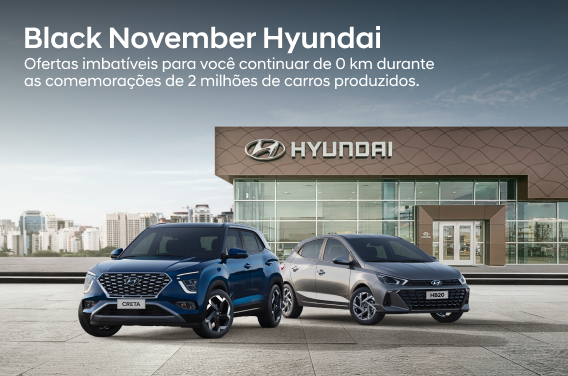 Black November Hyundai
Ofertas imbatíveis para você continuar de 0 km durante
as comemorações de 2 milhões de carros produzidos.
HYUNDAI
CRETA
HB20